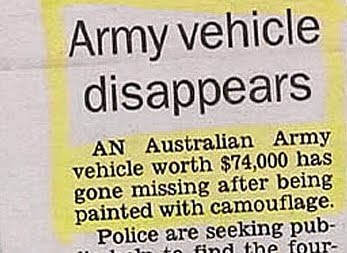 Army vehicle
disappears
AN Australian Army
vehicle worth $74,000 has
gone missing after being
painted with camouflage.
Police are seeking pub-
to find the four-